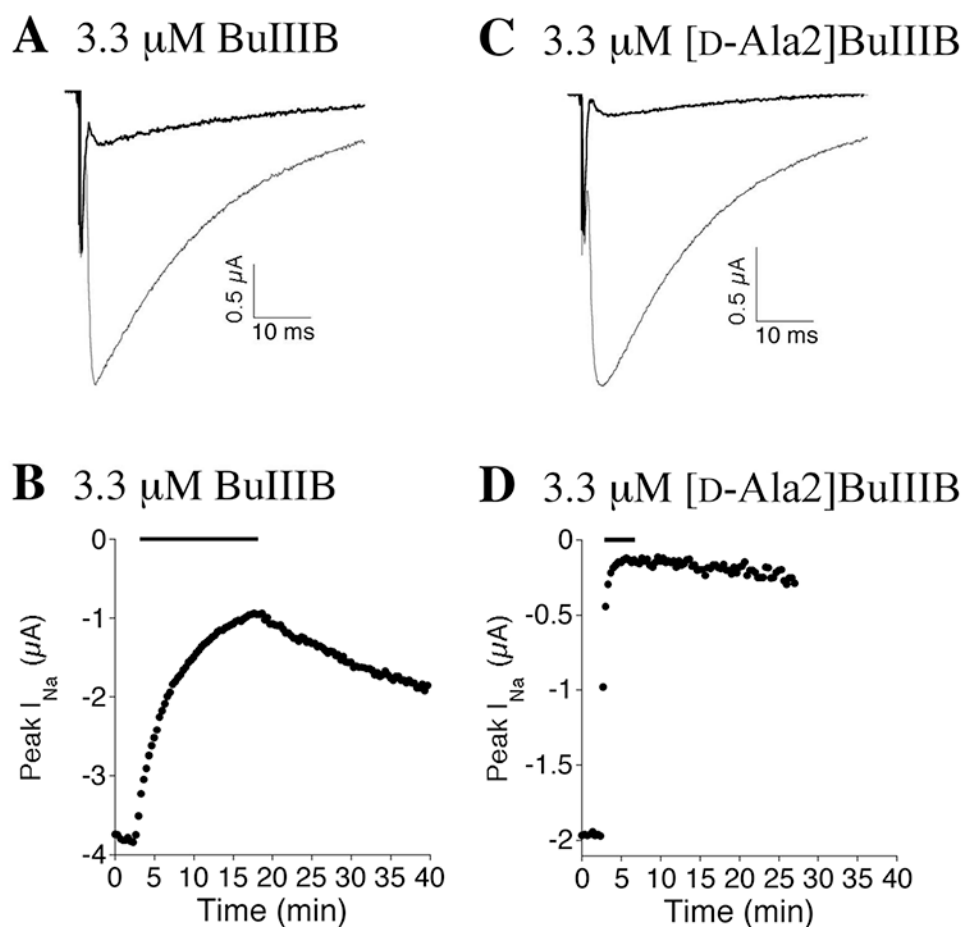 A 3.3 μM BuIIIB
0.5 μA
10 ms
C 3.3 μM [D-Ala2]BuIIIB
0.5 μA
10 ms
B 3.3 μM BuIIIB
0
-1
-2
-3
-4
Peak I Na (μA)
0 5 10 15 20 25 30 35 40
Time (min)
D 3.3 μM [D-Ala2]BuIIIB
0
-0.5
-1
-1.5
-2
Peak I Na (μA)
0 5 10 15 20 25 30 35 40
Time (min)